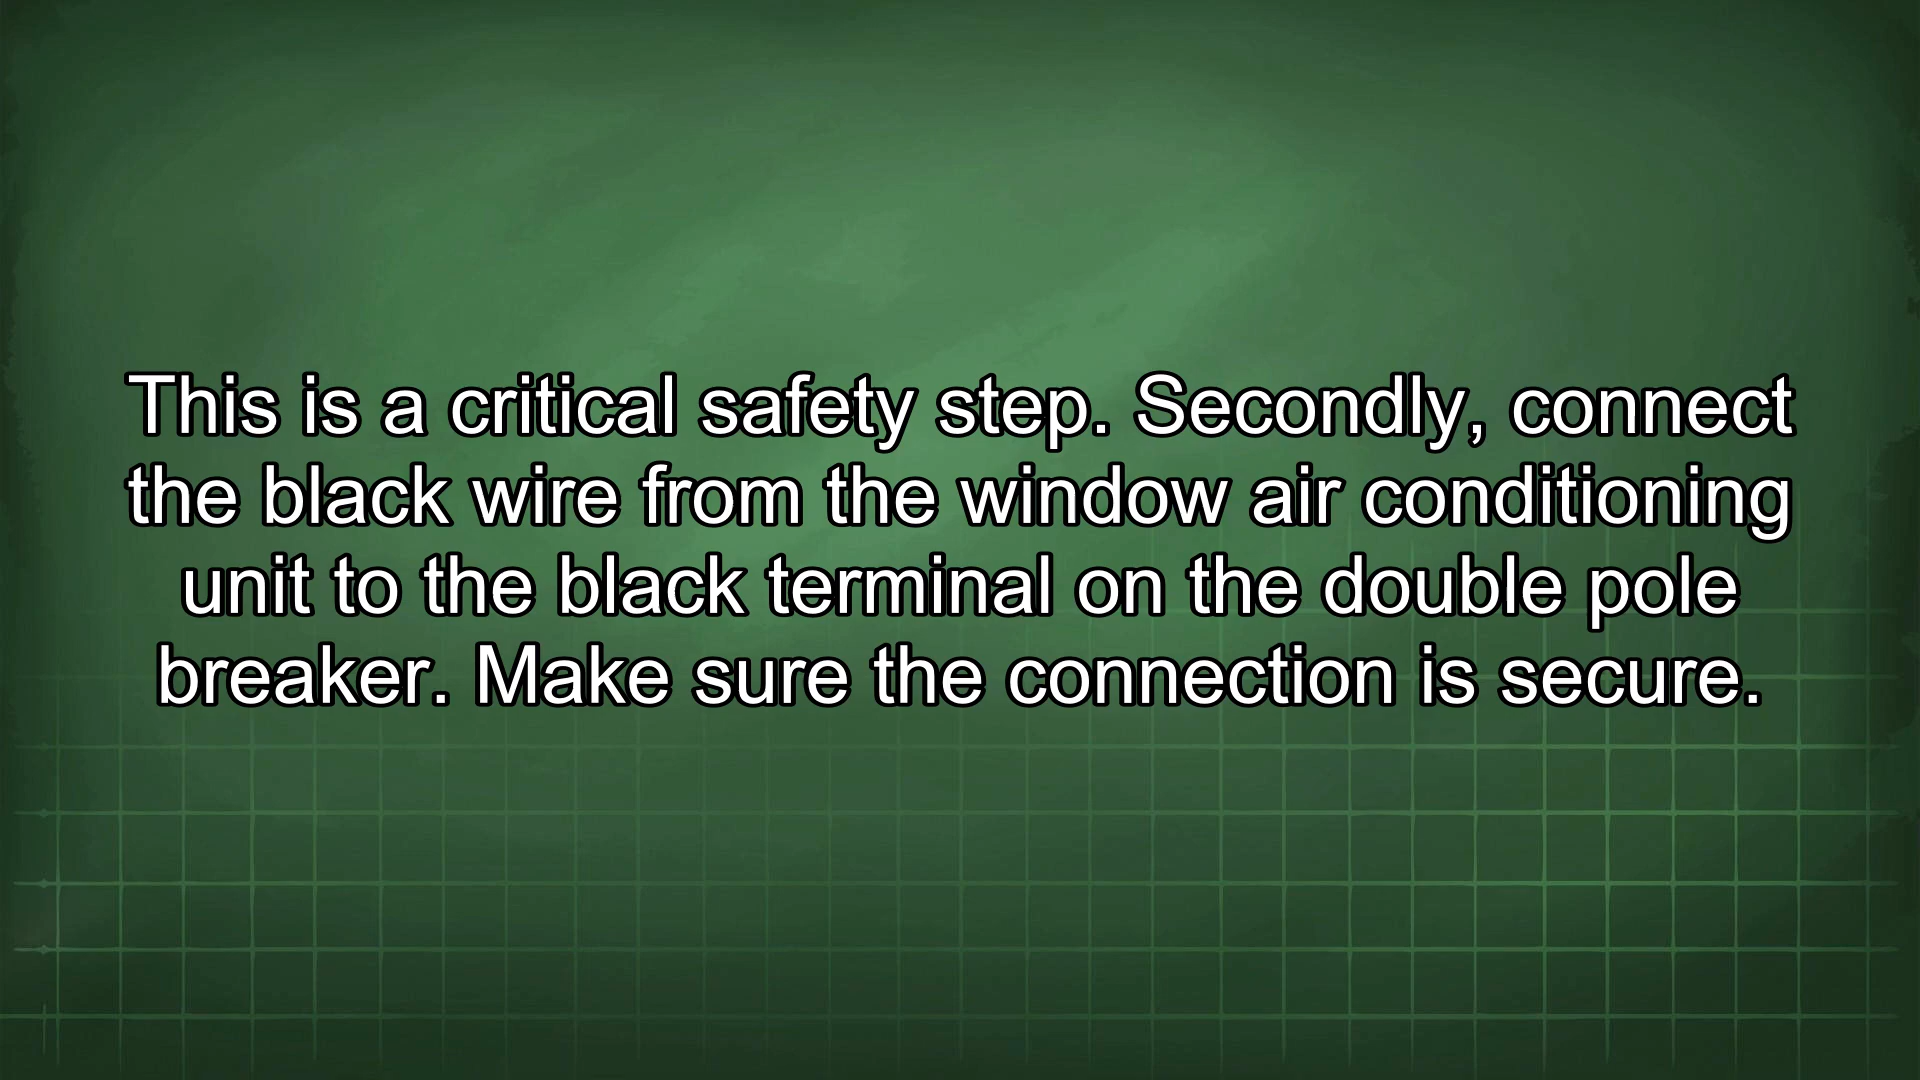 This is a critical safety step. Secondly, connect
the black wire from the window air conditioning
unit to the black terminal on the double pole
breaker. Make sure the connection is secure.